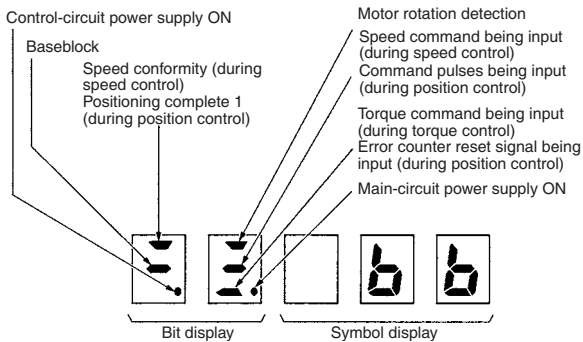 Control-circuit power supply ON
Baseblock
Speed conformity (during
speed control)
Positioning complete 1
(during position control)
Motor rotation detection
Speed command being input
(during speed control)
Command pulses being input
(during position control)
Torque command being input
(during torque control)
Error counter reset signal being
input (during position control)
Main-circuit power supply ON
b b
Bit display
Symbol display